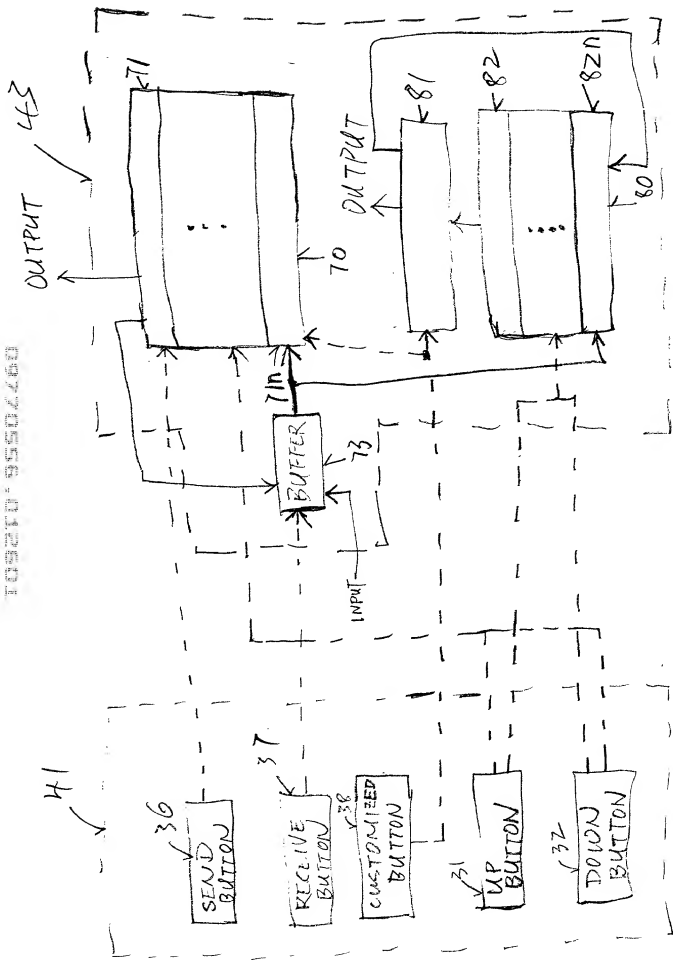 43
OUTPUT
71
...
70
71n
BUFFER
73
INPUT
OUTPUT
81
82
....
82n
80
41
36
SEND
BUTTON
37
RECEIVE
BUTTON
38
CUSTOMIZED
BUTTON
31
UP
BUTTON
32
DOWN
BUTTON